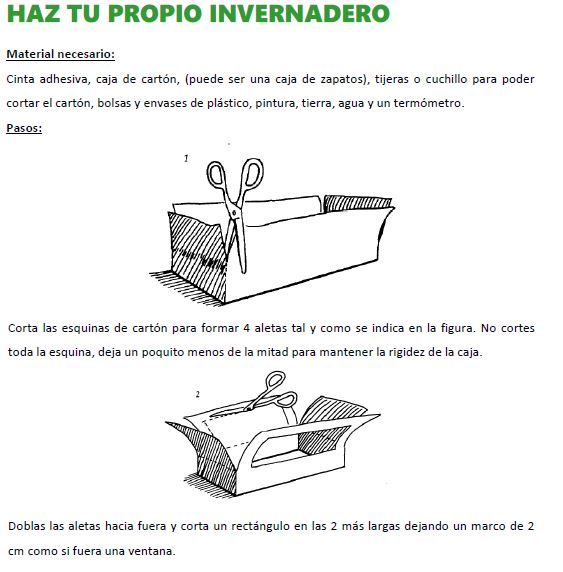 HAZ TU PROPIO INVERNADERO
Material necesario:
Cinta adhesiva, caja de cartón, (puede ser una caja de zapatos), tijeras o cuchillo para poder
cortar el cartón, bolsas y envases de plástico, pintura, tierra, agua y un termómetro.
Pasos:
1
Corta las esquinas de cartón para formar 4 aletas tal y como se indica en la figura. No cortes
toda la esquina, deja un poquito menos de la mitad para mantener la rigidez de la caja.
2
Doblas las aletas hacia fuera y corta un rectángulo en las 2 más largas dejando un marco de 2
cm como si fuera una ventana.